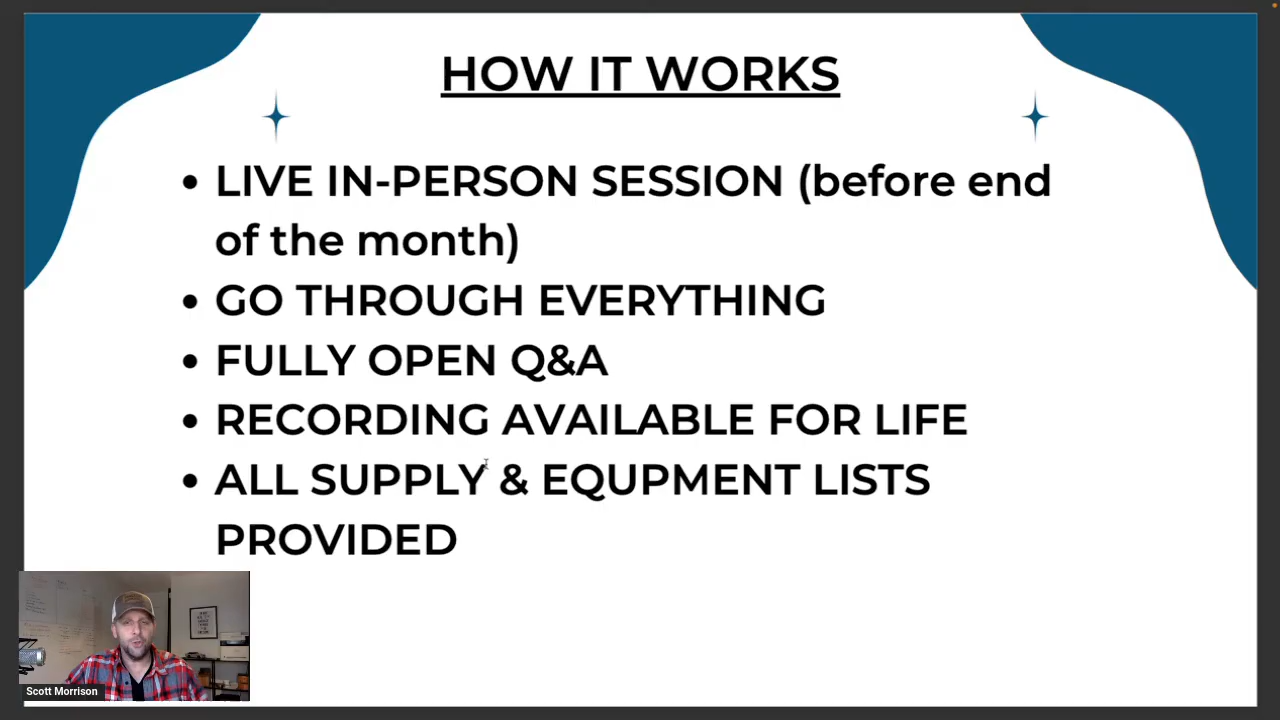 HOW IT WORKS
• LIVE IN-PERSON SESSION (before end
of the month)
• GO THROUGH EVERYTHING
• FULLY OPEN Q&A
• RECORDING AVAILABLE FOR LIFE
• ALL SUPPLY & EQUPMENT LISTS
PROVIDED
Scott Morrison